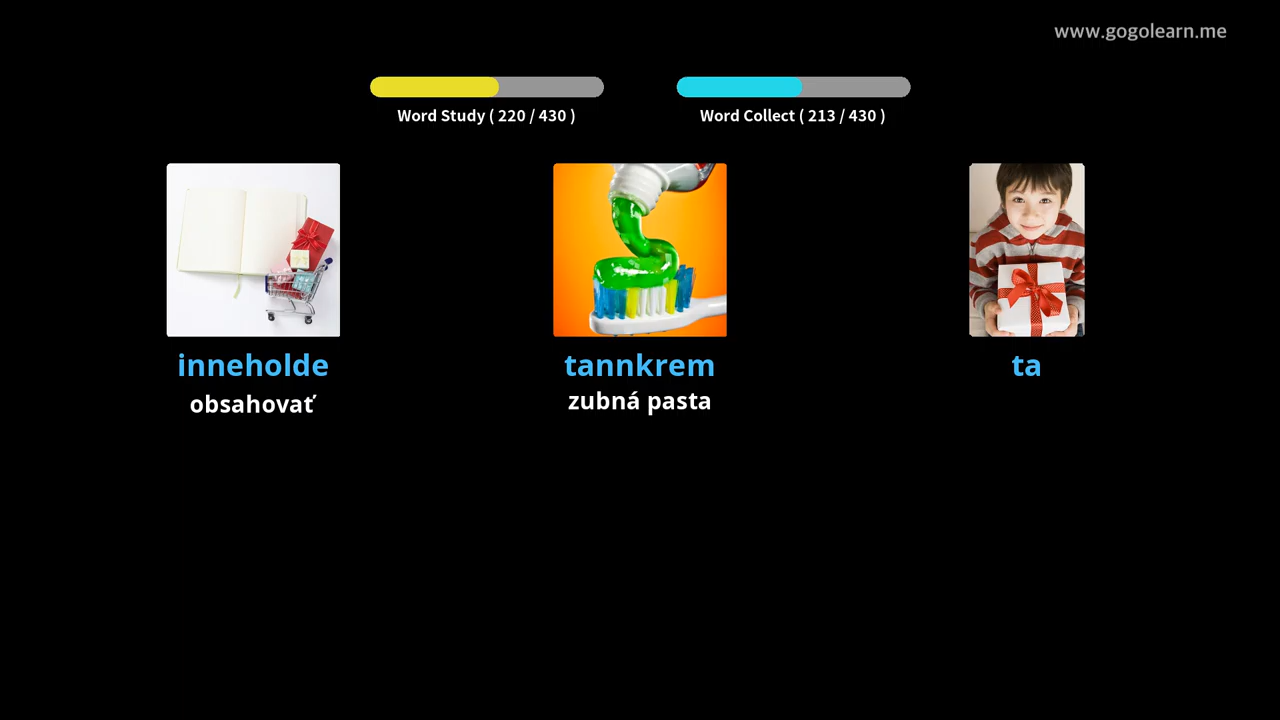 www.gogolearn.me
Word Study ( 220 / 430 )
Word Collect ( 213 / 430 )
inneholde
obsahovať
tannkrem
zubná pasta
ta